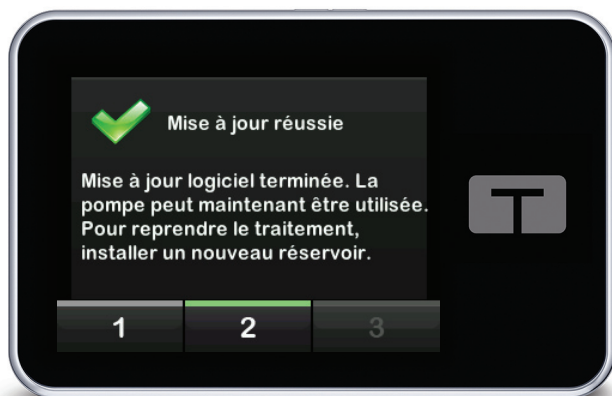 Mise à jour réussie
Mise à jour logiciel terminée. La
pompe peut maintenant être utilisée.
Pour reprendre le traitement,
installer un nouveau réservoir.
1 2 3